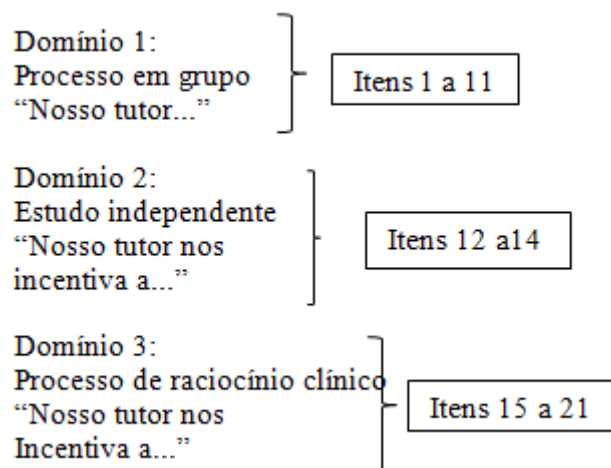 Domínio 1:
Processo em grupo
“Nosso tutor...”
Itens 1 a 11
Domínio 2:
Estudo independente
“Nosso tutor nos
incentiva a...”
Itens 12 a14
Domínio 3:
Processo de raciocínio clínico
“Nosso tutor nos
Incentiva a...”
Itens 15 a 21